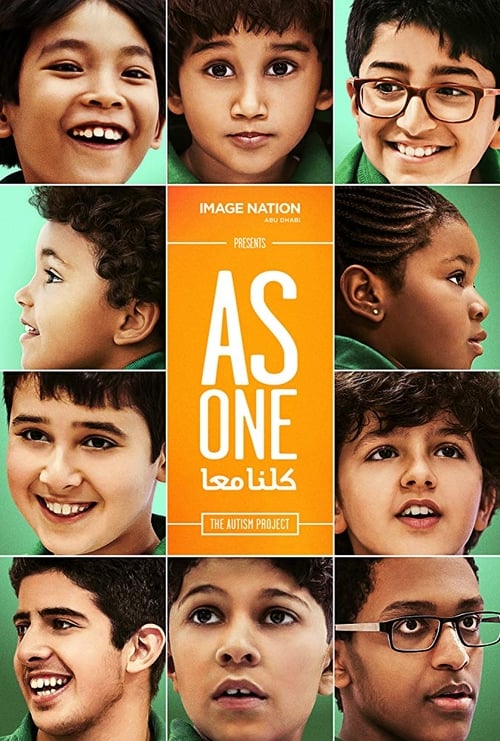 IMAGE NATION
ABU DHABI
PRESENTS
AS
ONE
كلنا معا
THE AUTISM PROJECT